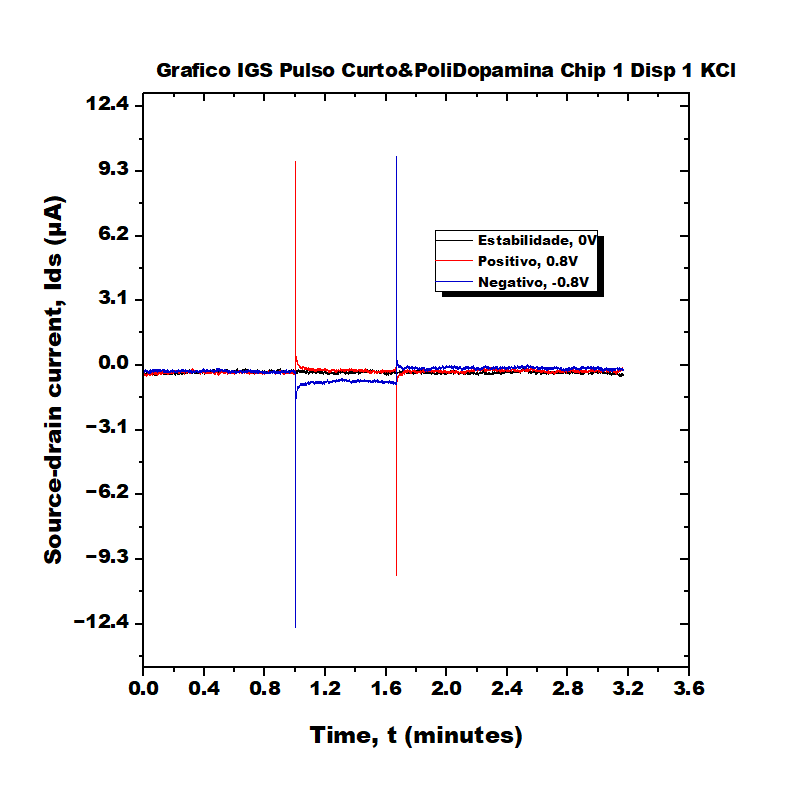 Grafico IGS Pulso Curto&PoliDopamina Chip 1 Disp 1 KCl
12.4
9.3
6.2
3.1
0.0
−3.1
−6.2
−9.3
−12.4
Source-drain current, Ids (µA)
Estabilidade, 0V
Positivo, 0.8V
Negativo, -0.8V
0.0 0.4 0.8 1.2 1.6 2.0 2.4 2.8 3.2 3.6
Time, t (minutes)